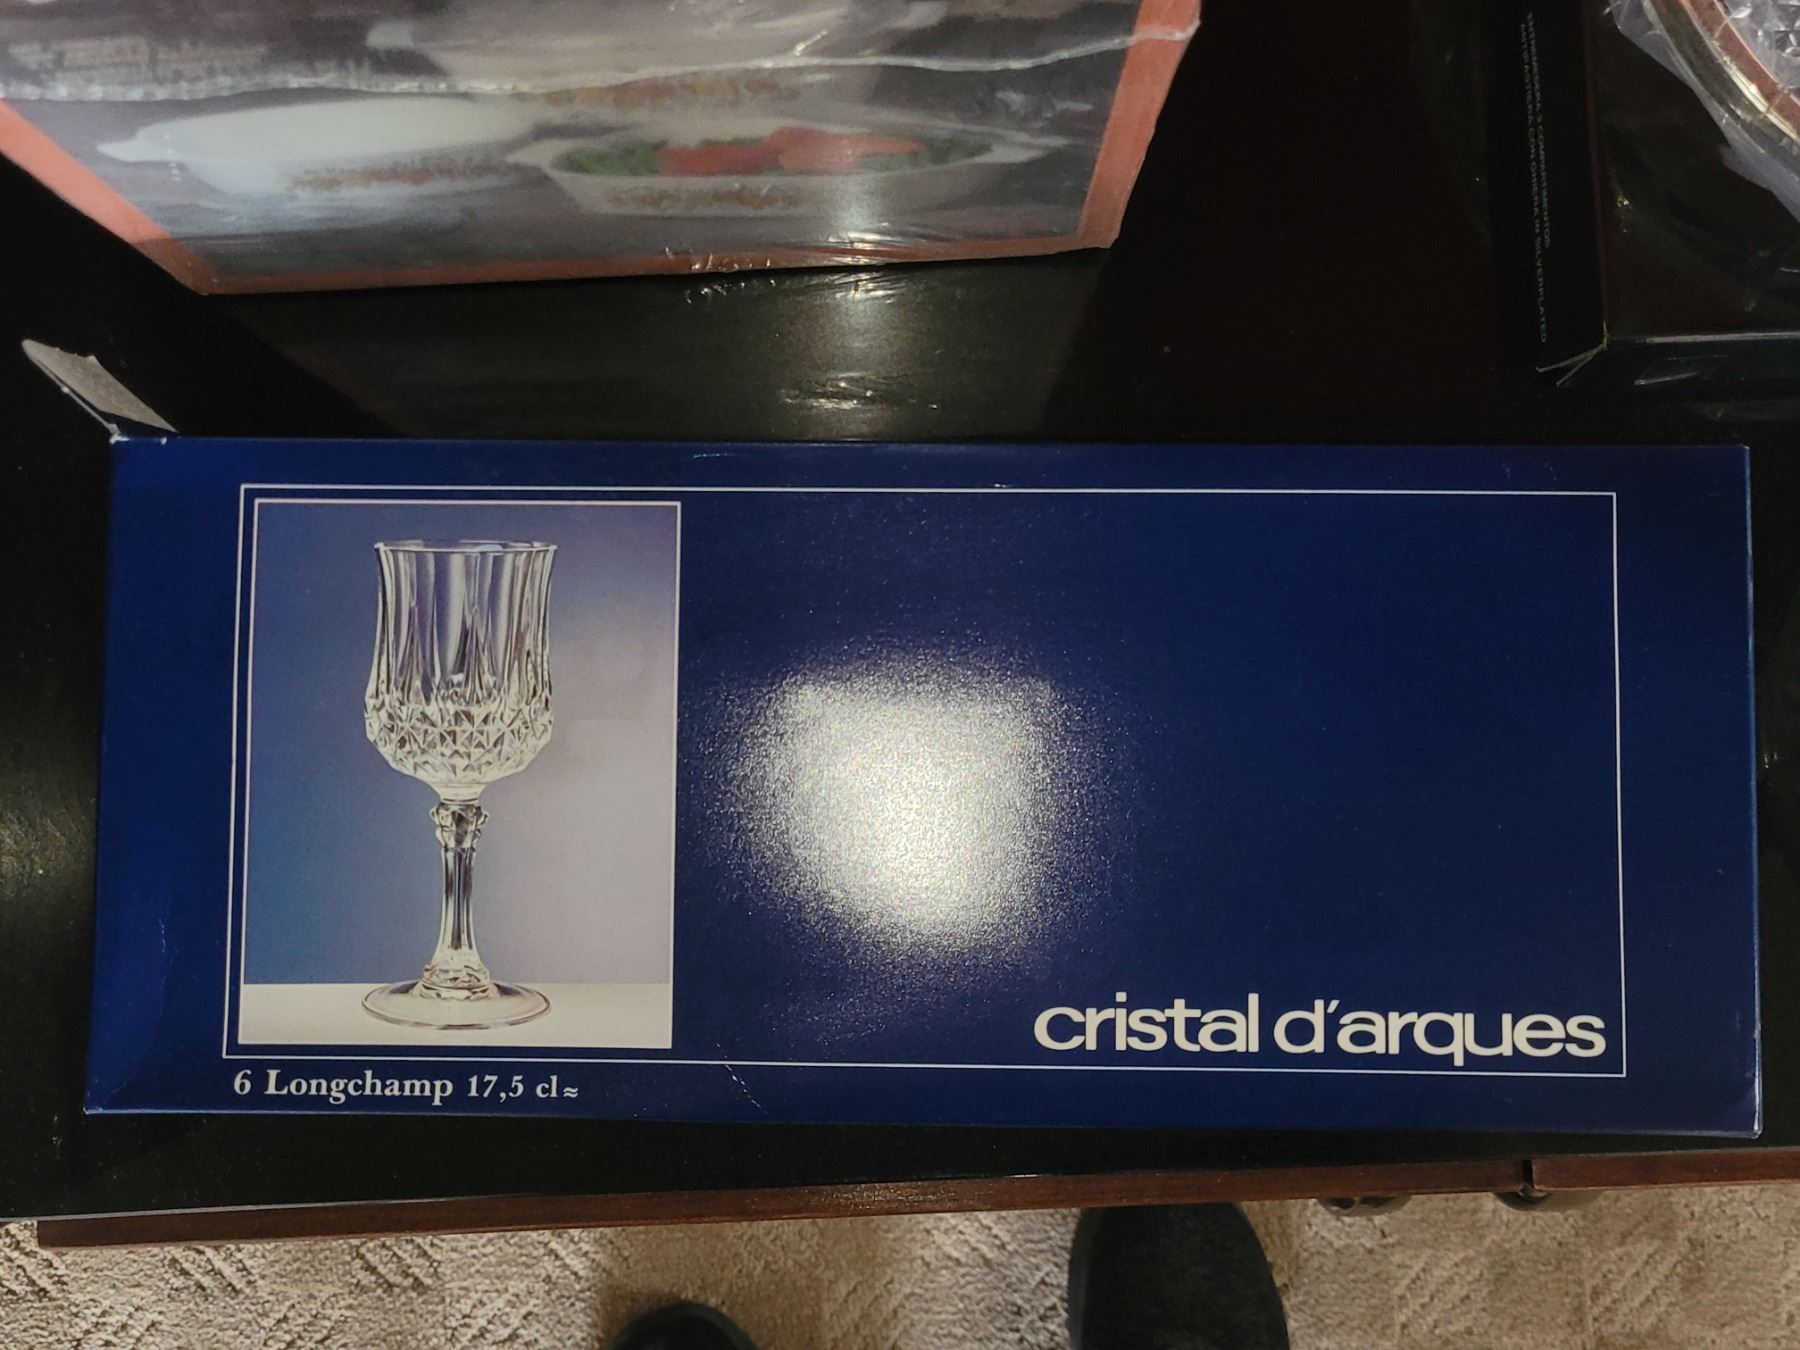 cristal d'arques
6 Longchamp 17,5 cl≈